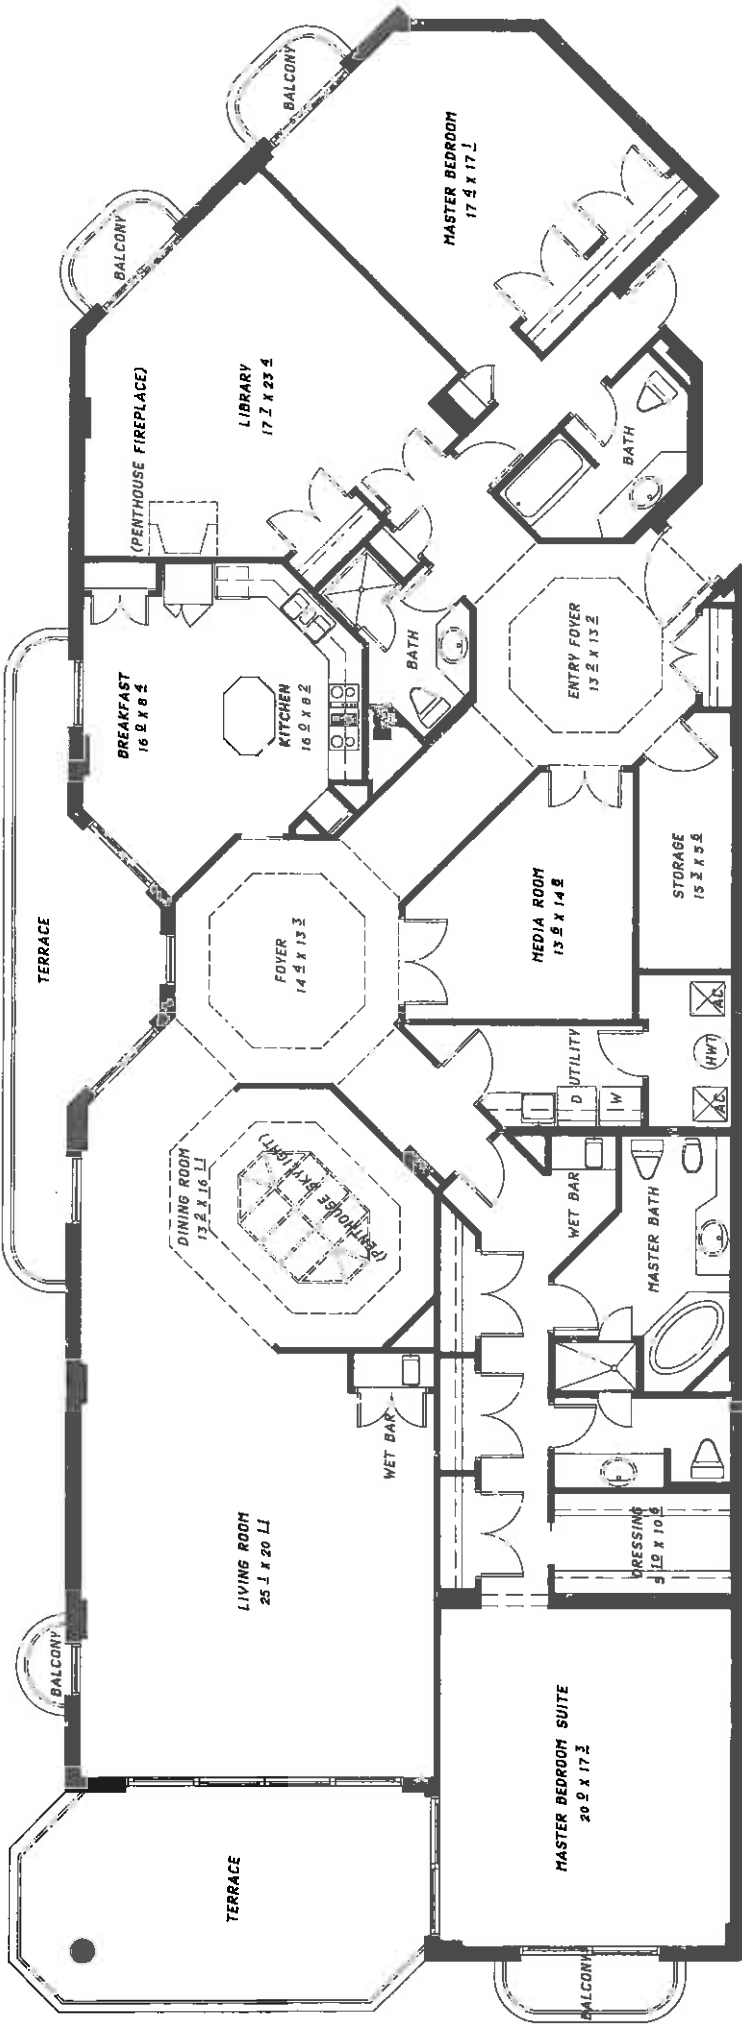 BALCONY
BALCONY
MASTER BEDROOM
17 4 X 17 1
LIBRARY
17 7 X 23 4
(PENTHOUSE FIREPLACE)
BATH
BATH
ENTRY FOYER
13 2 X 13 2
BREAKFAST
16 0 X 8 4
KITCHEN
16 0 X 8 2
TERRACE
FOYER
14 4 X 13 3
MEDIA ROOM
13 6 X 14 8
STORAGE
15 3 X 5 6
UTILITY
D
W
AC
HWT
AC
DINING ROOM
13 2 X 16 11
(PENTHOUSE SKYLIGHT)
WET BAR
MASTER BATH
WET BAR
LIVING ROOM
25 1 X 20 11
DRESSING
5 10 X 10 6
BALCONY
MASTER BEDROOM SUITE
20 0 X 17 3
TERRACE
BALCONY